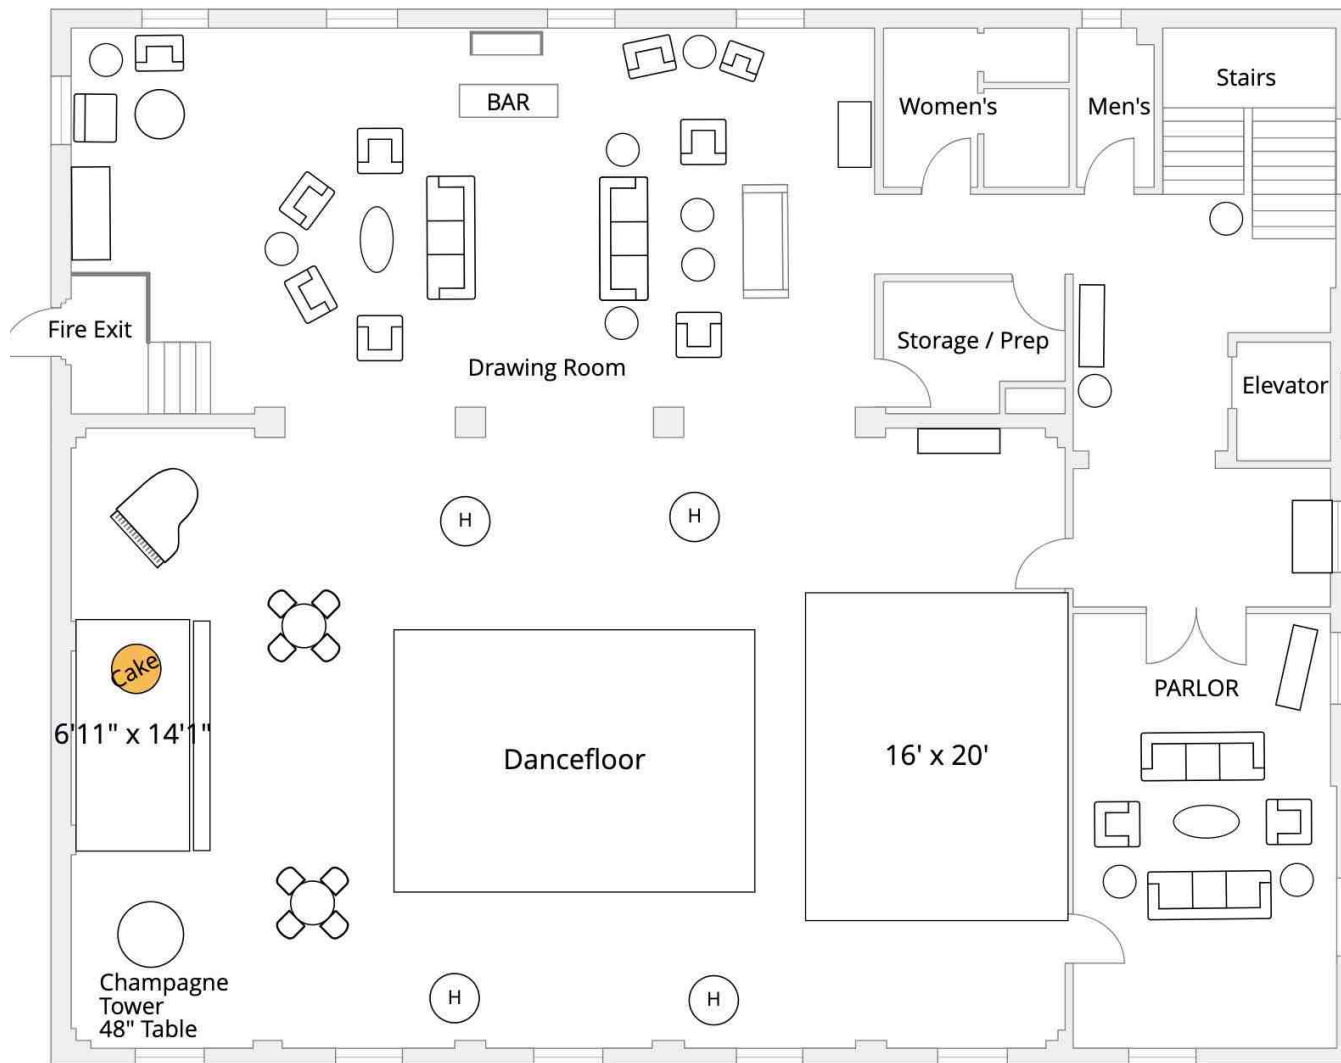 Stairs
BAR
Women's
Men's
Fire Exit
Storage / Prep
Drawing Room
Elevator
H
H
Cake
PARLOR
6'11" x 14'1"
Dancefloor
16' x 20'
Champagne
Tower
48" Table
H
H